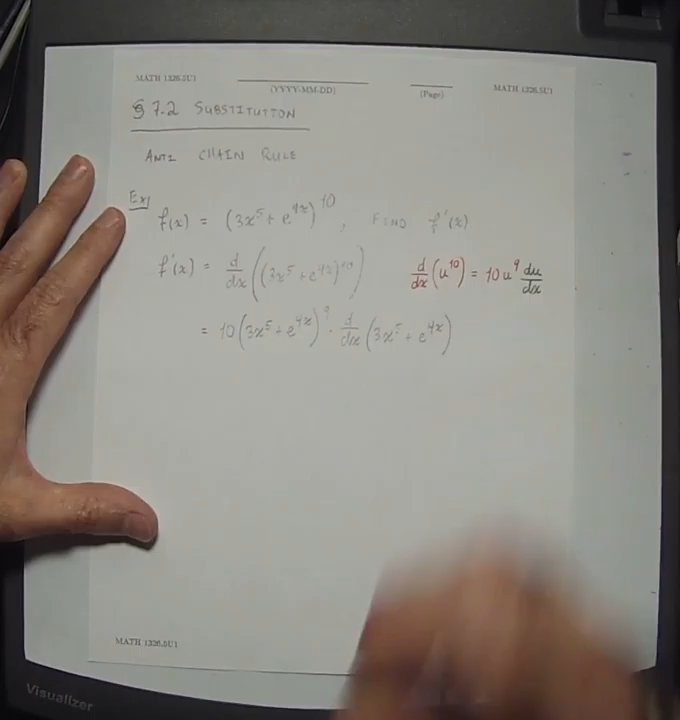 MATH 1326.5U1 (YYYY-MM-DD) (Page) MATH 1326.5U1
§ 7.2 SUBSTITUTION
ANTI CHAIN RULE
Ex1 f(x) = (3x⁵ + e⁴ˣ)¹⁰, FIND f'(x)
f'(x) = d/dx ((3x⁵ + e⁴ˣ)¹⁰) d/dx (u¹⁰) = 10u⁹ du/dx
= 10(3x⁵ + e⁴ˣ)⁹ · d/dx (3x⁵ + e⁴ˣ)
MATH 1326.5U1
Visualizer